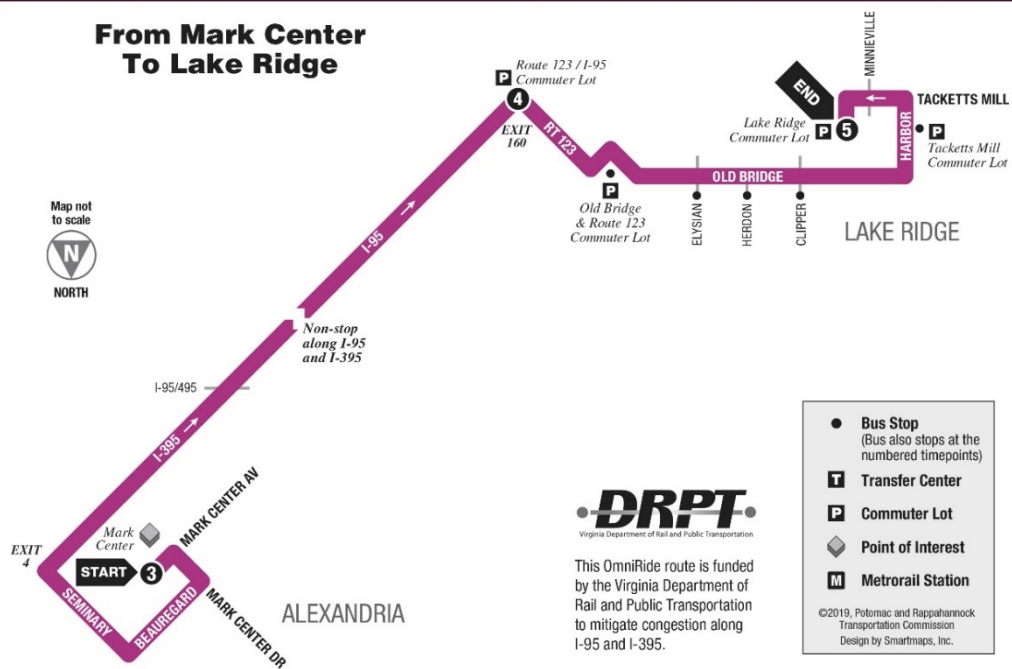 From Mark Center
To Lake Ridge
Route 123 / I-95
Commuter Lot
P
4
EXIT
160
RT 123
MINNIEVILLE
END
TACKETTS MILL
Lake Ridge
Commuter Lot
P
5
HARBOR
P
Tacketts Mill
Commuter Lot
OLD BRIDGE
P
Old Bridge
& Route 123
Commuter Lot
ELYSIAN
HERDON
CLIPPER
LAKE RIDGE
Map not
to scale
N
NORTH
I-95
Non-stop
along I-95
and I-395
I-95/495
I-395
MARK CENTER AV
Mark
Center
EXIT
4
START
3
SEMINARY
BEAUREGARD
MARK CENTER DR
ALEXANDRIA
DRPT
Virginia Department of Rail and Public Transportation
This OmniRide route is funded
by the Virginia Department of
Rail and Public Transportation
to mitigate congestion along
I-95 and I-395.
Bus Stop
(Bus also stops at the
numbered timepoints)
T Transfer Center
P Commuter Lot
Point of Interest
M Metrorail Station
©2019, Potomac and Rappahannock
Transportation Commission
Design by Smartmaps, Inc.